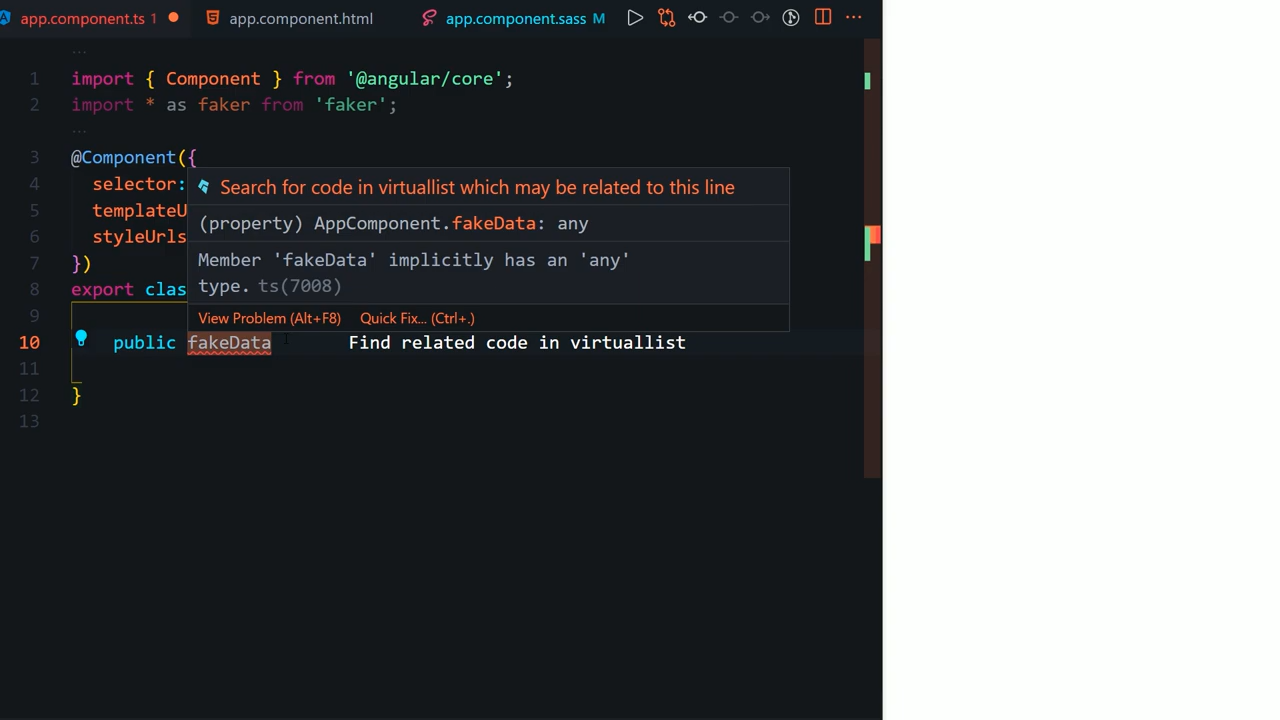 app.component.ts 1 app.component.html app.component.sass M ...
...
1 import { Component } from '@angular/core';
2 import * as faker from 'faker';
...
3 @Component({
4 selector:
5 templateU
6 styleUrls
7 })
8 export clas
9
10 public fakeData Find related code in virtuallist
11
12 }
13
Search for code in virtuallist which may be related to this line
(property) AppComponent.fakeData: any
Member 'fakeData' implicitly has an 'any'
type. ts(7008)
View Problem (Alt+F8) Quick Fix... (Ctrl+.)